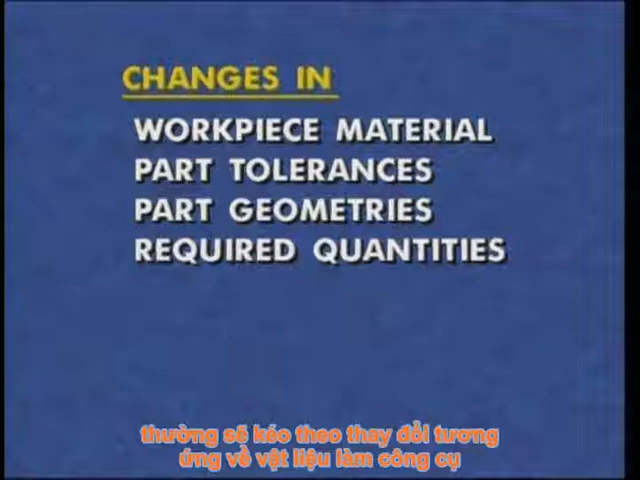 CHANGES IN
WORKPIECE MATERIAL
PART TOLERANCES
PART GEOMETRIES
REQUIRED QUANTITIES
thường sẽ kéo theo thay đổi tương
ứng về vật liệu làm công cụ